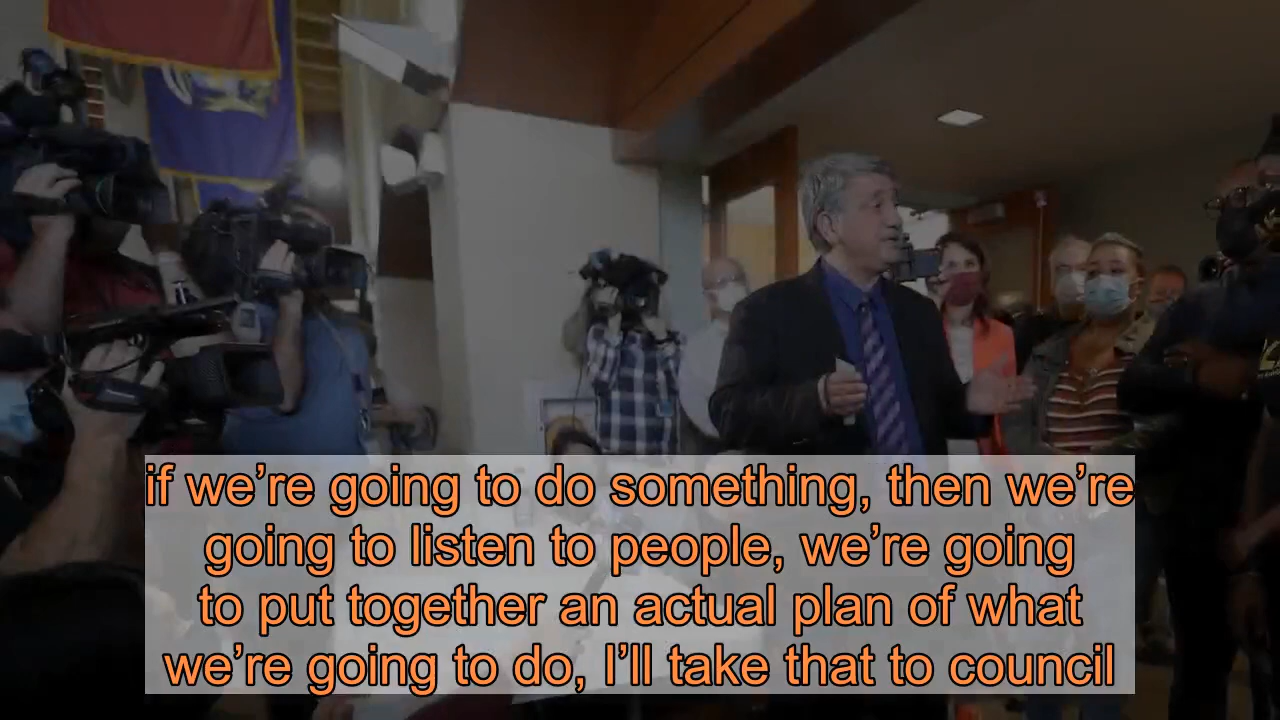 if we’re going to do something, then we’re
going to listen to people, we’re going
to put together an actual plan of what
we’re going to do, I’ll take that to council